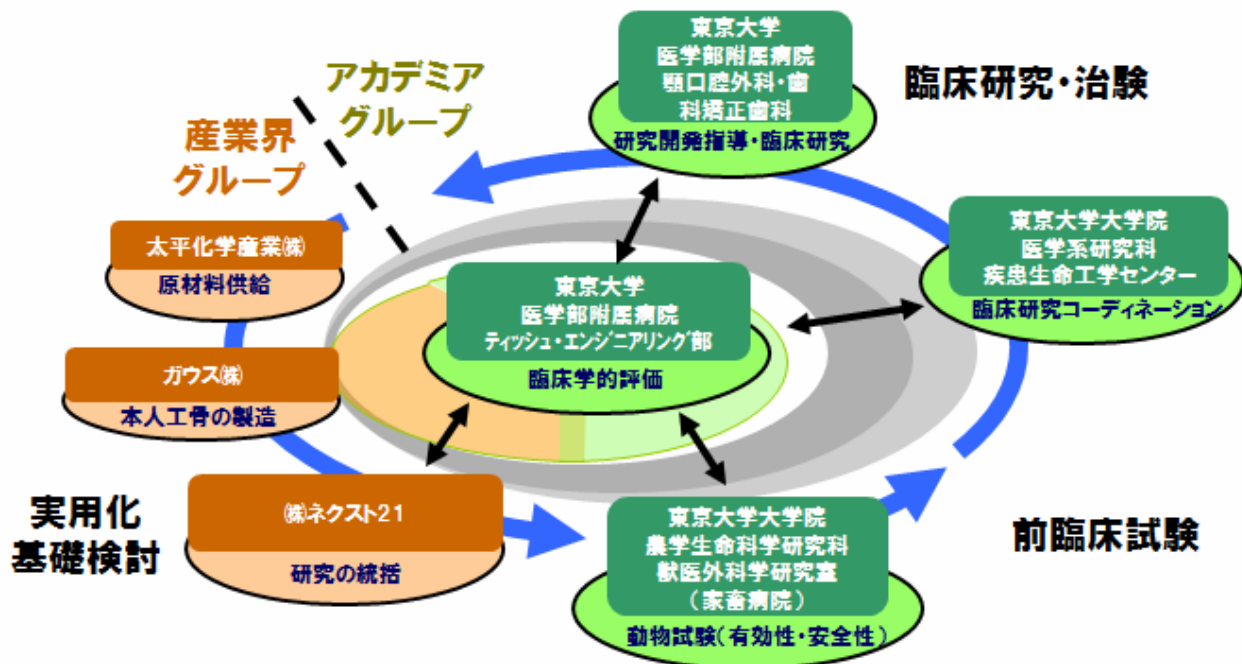 東京大学
医学部附属病院
顎口腔外科・歯
科矯正歯科
研究開発指導・臨床研究
臨床研究・治験
アカデミア
グループ
産業界
グループ
太平化学産業㈱
原材料供給
東京大学大学院
医学系研究科
疾患生命工学センター
臨床研究コーディネーション
東京大学
医学部附属病院
ティッシュ・エンジニアリング部
臨床学的評価
ガウス㈱
本人工骨の製造
実用化
基礎検討
㈱ネクスト21
研究の統括
東京大学大学院
農学生命科学研究科
獣医外科学研究室
(家畜病院)
動物試験(有効性・安全性)
前臨床試験